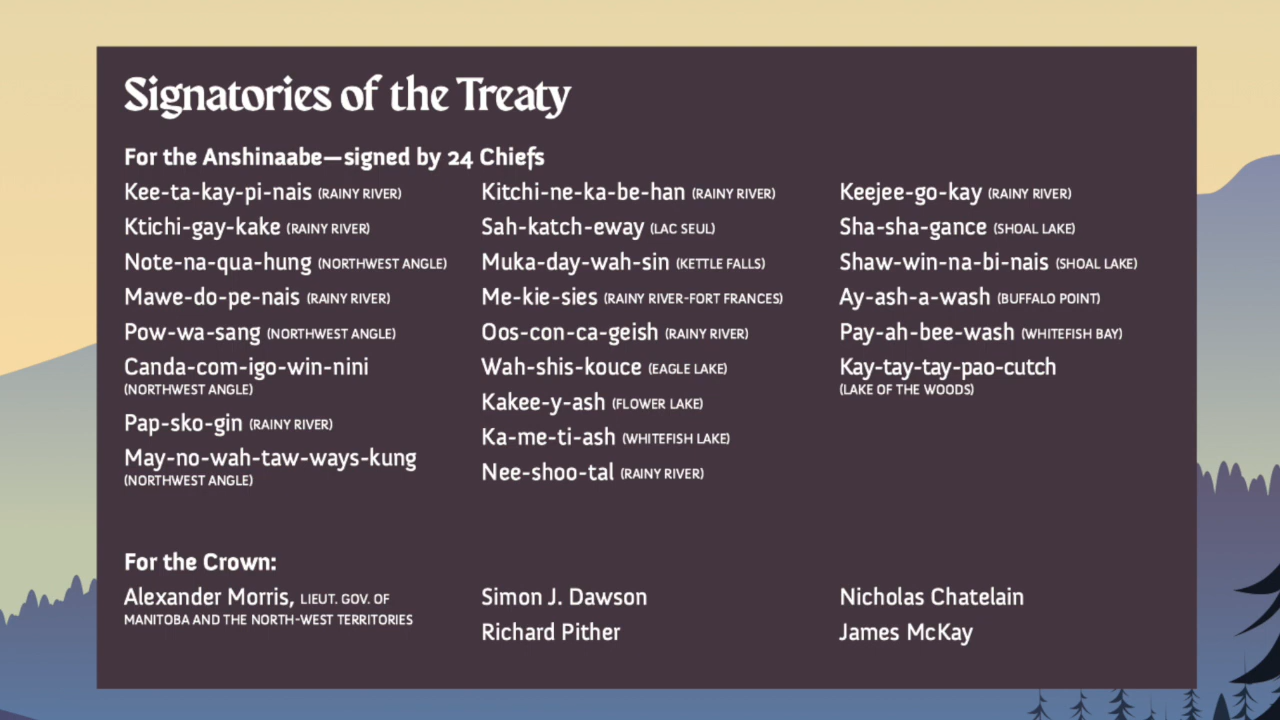 Signatories of the Treaty
For the Anshinaabe—signed by 24 Chiefs
Kee-ta-kay-pi-nais (RAINY RIVER)
Ktichi-gay-kake (RAINY RIVER)
Note-na-qua-hung (NORTHWEST ANGLE)
Mawe-do-pe-nais (RAINY RIVER)
Pow-wa-sang (NORTHWEST ANGLE)
Canda-com-igo-win-nini
(NORTHWEST ANGLE)
Pap-sko-gin (RAINY RIVER)
May-no-wah-taw-ways-kung
(NORTHWEST ANGLE)
Kitchi-ne-ka-be-han (RAINY RIVER)
Sah-katch-eway (LAC SEUL)
Muka-day-wah-sin (KETTLE FALLS)
Me-kie-sies (RAINY RIVER-FORT FRANCES)
Oos-con-ca-geish (RAINY RIVER)
Wah-shis-kouce (EAGLE LAKE)
Kakee-y-ash (FLOWER LAKE)
Ka-me-ti-ash (WHITEFISH LAKE)
Nee-shoo-tal (RAINY RIVER)
Keejee-go-kay (RAINY RIVER)
Sha-sha-gance (SHOAL LAKE)
Shaw-win-na-bi-nais (SHOAL LAKE)
Ay-ash-a-wash (BUFFALO POINT)
Pay-ah-bee-wash (WHITEFISH BAY)
Kay-tay-tay-pao-cutch
(LAKE OF THE WOODS)
For the Crown:
Alexander Morris, LIEUT. GOV. OF
MANITOBA AND THE NORTH-WEST TERRITORIES
Simon J. Dawson
Richard Pither
Nicholas Chatelain
James McKay